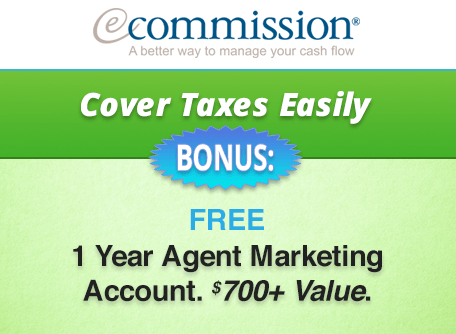 ecommission®
A better way to manage your cash flow
Cover Taxes Easily
BONUS:
FREE
1 Year Agent Marketing
Account. $700+ Value.